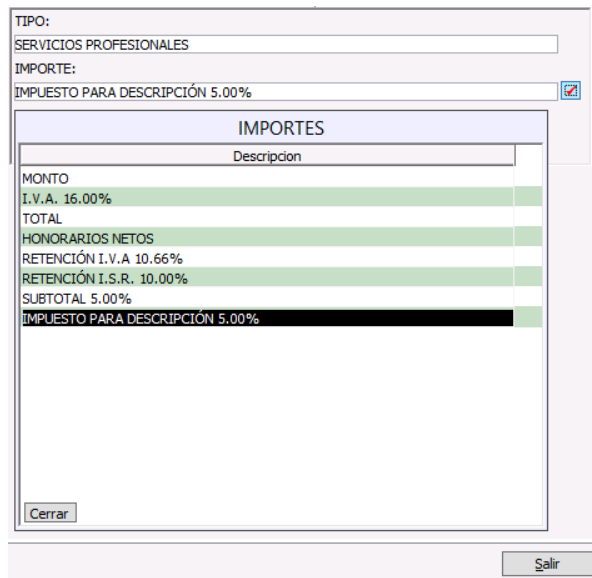 TIPO:
SERVICIOS PROFESIONALES
IMPORTE:
IMPUESTO PARA DESCRIPCIÓN 5.00%
IMPORTES
Descripcion
MONTO
I.V.A. 16.00%
TOTAL
HONORARIOS NETOS
RETENCIÓN I.V.A 10.66%
RETENCIÓN I.S.R. 10.00%
SUBTOTAL 5.00%
IMPUESTO PARA DESCRIPCIÓN 5.00%
Cerrar
Salir